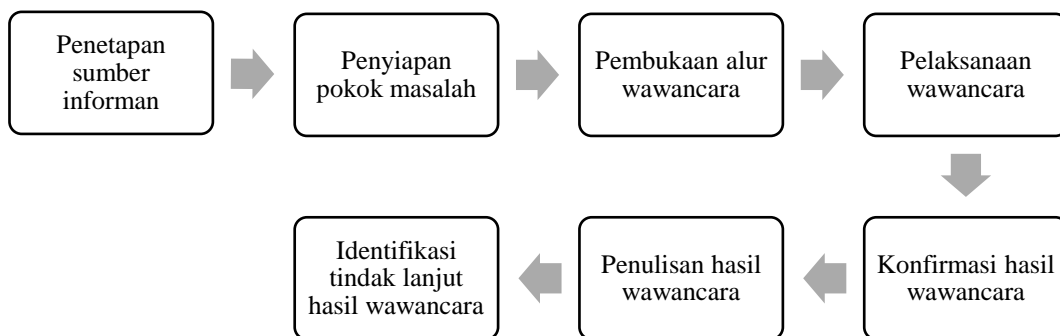 Penetapan
sumber
informan
Penyiapan
pokok masalah
Pembukaan alur
wawancara
Pelaksanaan
wawancara
Konfirmasi hasil
wawancara
Penulisan hasil
wawancara
Identifikasi
tindak lanjut
hasil wawancara